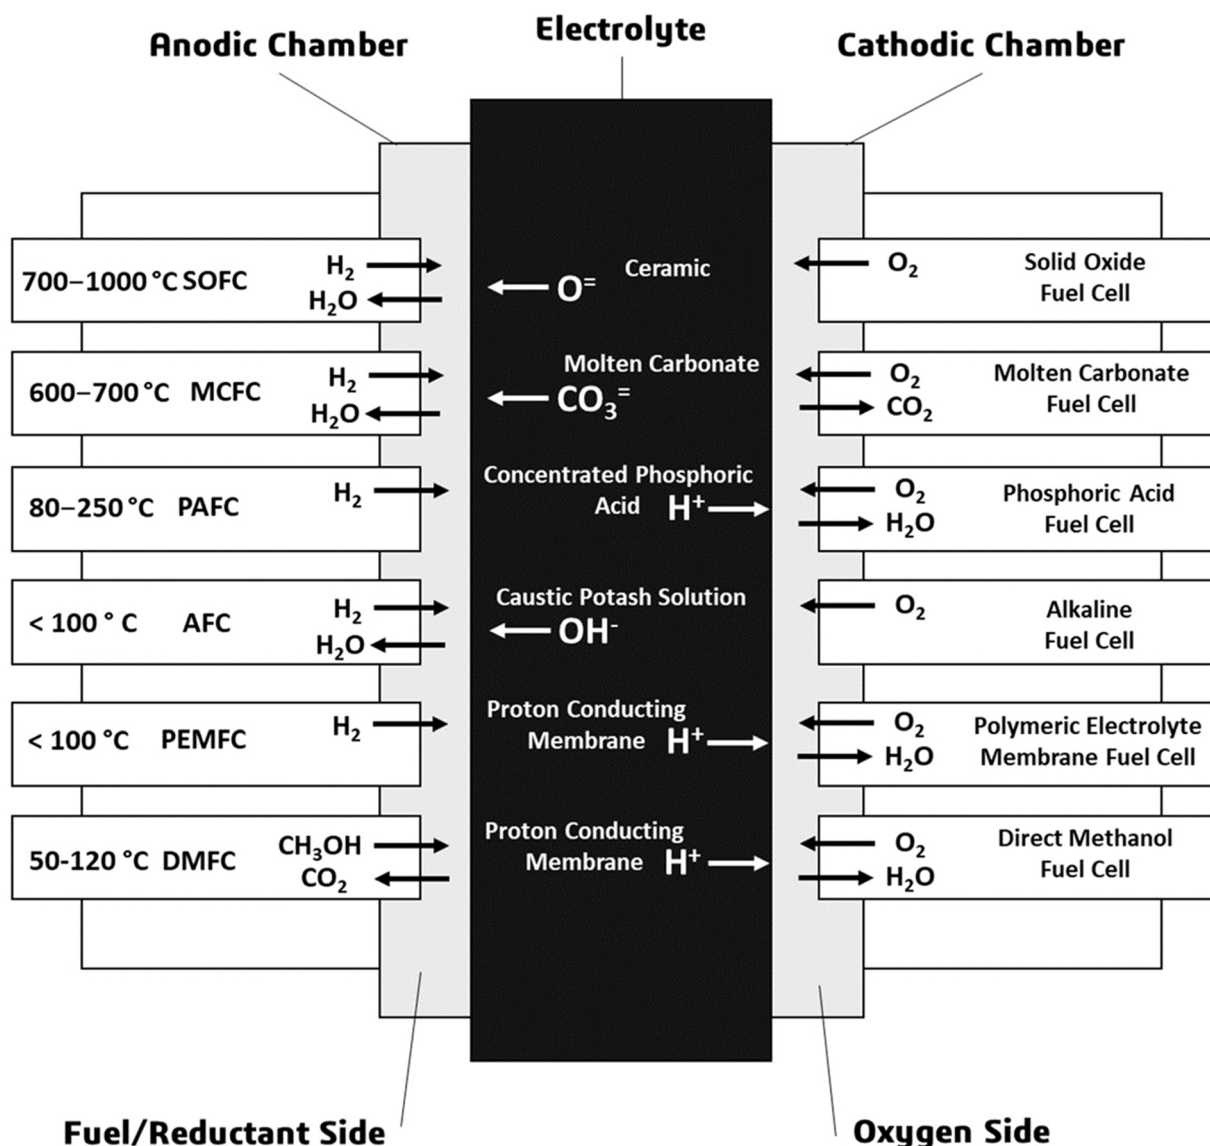 Anodic Chamber
Electrolyte
Cathodic Chamber
700–1000 °C SOFC
H₂
H₂O
O⁼
Ceramic
O₂
Solid Oxide
Fuel Cell
600–700 °C MCFC
H₂
H₂O
Molten Carbonate
CO₃⁼
O₂
CO₂
Molten Carbonate
Fuel Cell
80–250 °C PAFC
H₂
Concentrated Phosphoric
Acid H⁺
O₂
H₂O
Phosphoric Acid
Fuel Cell
< 100 ° C AFC
H₂
H₂O
Caustic Potash Solution
OH⁻
O₂
Alkaline
Fuel Cell
< 100 °C PEMFC
H₂
Proton Conducting
Membrane H⁺
O₂
H₂O
Polymeric Electrolyte
Membrane Fuel Cell
50-120 °C DMFC
CH₃OH
CO₂
Proton Conducting
Membrane H⁺
O₂
H₂O
Direct Methanol
Fuel Cell
Fuel/Reductant Side
Oxygen Side